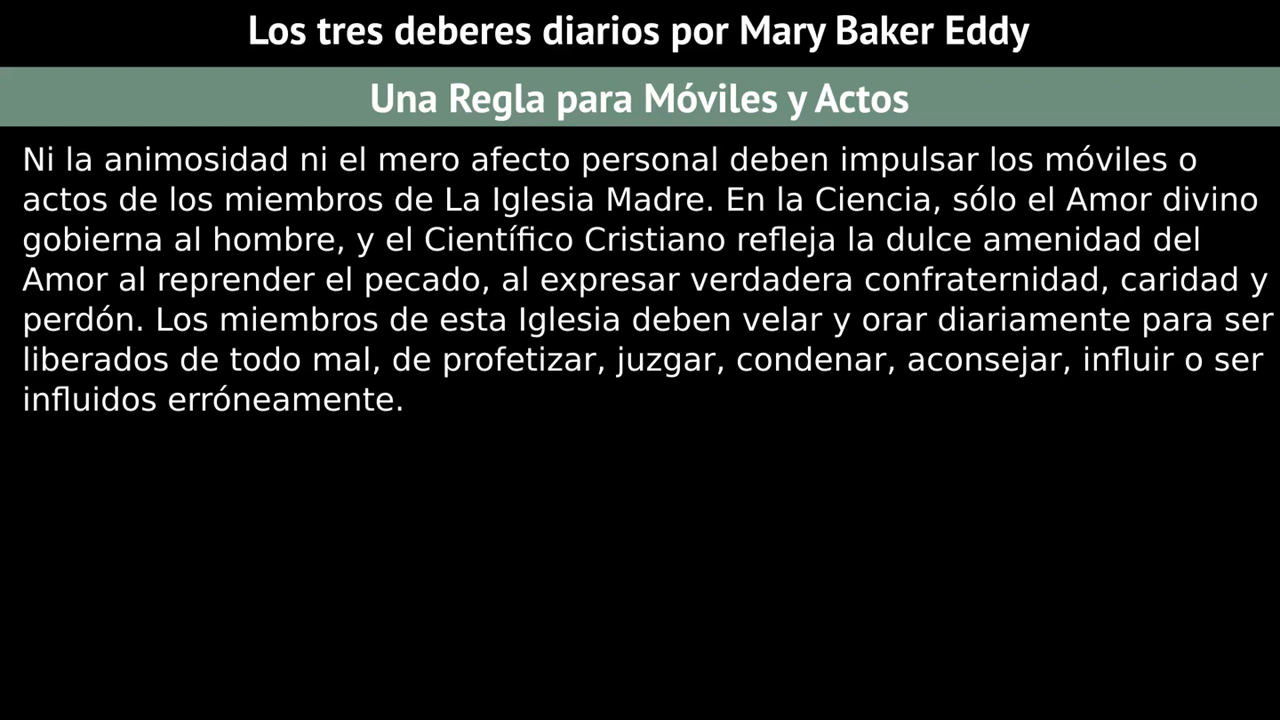 Los tres deberes diarios por Mary Baker Eddy
Una Regla para Móviles y Actos
Ni la animosidad ni el mero afecto personal deben impulsar los móviles o
actos de los miembros de La Iglesia Madre. En la Ciencia, sólo el Amor divino
gobierna al hombre, y el Científico Cristiano refleja la dulce amenidad del
Amor al reprender el pecado, al expresar verdadera confraternidad, caridad y
perdón. Los miembros de esta Iglesia deben velar y orar diariamente para ser
liberados de todo mal, de profetizar, juzgar, condenar, aconsejar, influir o ser
influidos erróneamente.